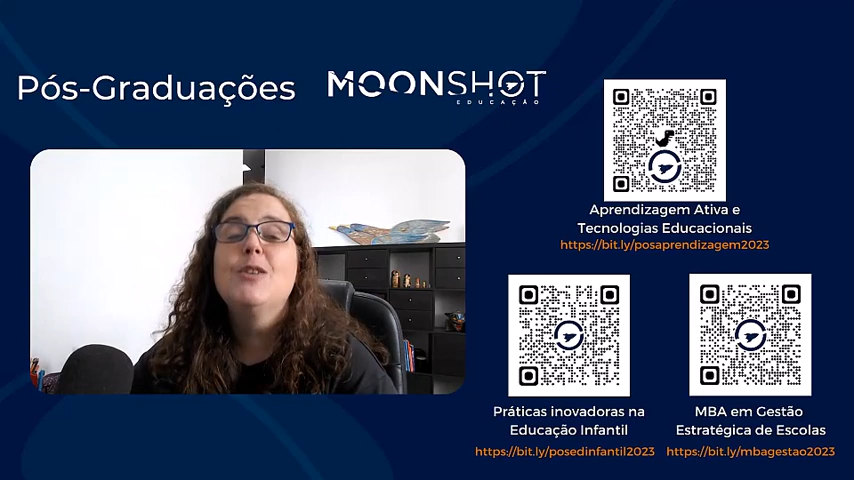 Pós-Graduações
MOONSHOT
EDUCAÇÃO
Aprendizagem Ativa e
Tecnologias Educacionais
https://bit.ly/posaprendizagem2023
Práticas inovadoras na
Educação Infantil
https://bit.ly/posedinfantil2023
MBA em Gestão
Estratégica de Escolas
https://bit.ly/mbagestao2023